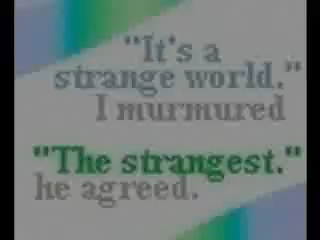 "It's a
strange world."
I murmured
"The strangest."
he agreed.